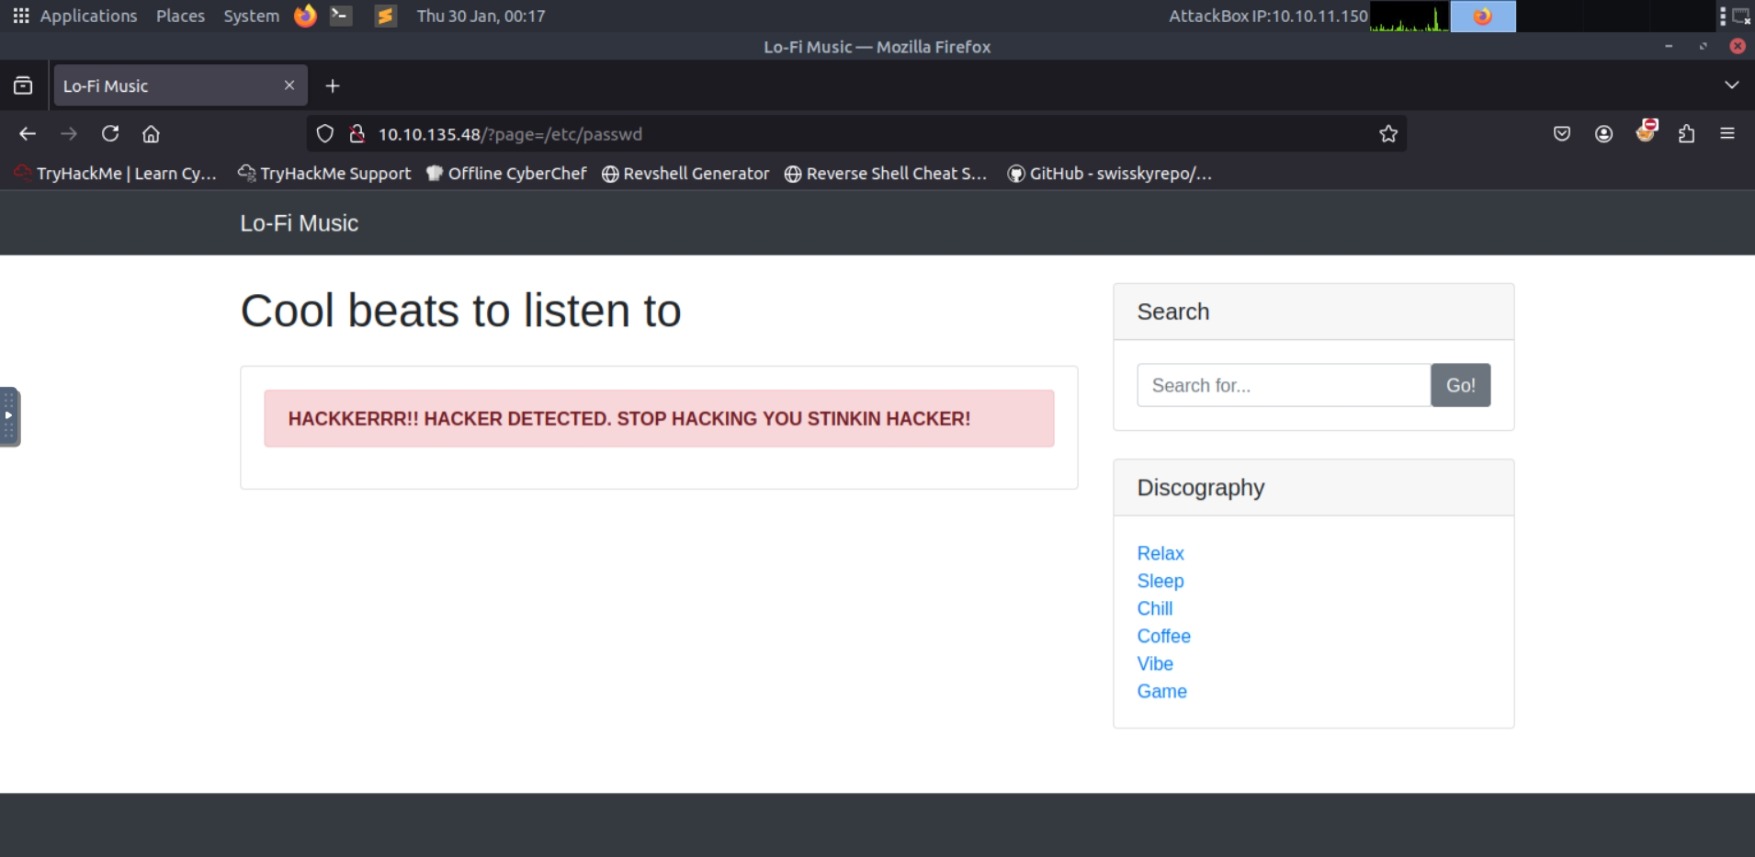 Applications Places System Thu 30 Jan, 00:17 AttackBox IP:10.10.11.150
Lo-Fi Music — Mozilla Firefox
Lo-Fi Music
10.10.135.48/?page=/etc/passwd
TryHackMe | Learn Cy... TryHackMe Support Offline CyberChef Revshell Generator Reverse Shell Cheat S... GitHub - swisskyrepo/...
Lo-Fi Music
Cool beats to listen to
HACKKERRR!! HACKER DETECTED. STOP HACKING YOU STINKIN HACKER!
Search
Search for... Go!
Discography
Relax
Sleep
Chill
Coffee
Vibe
Game